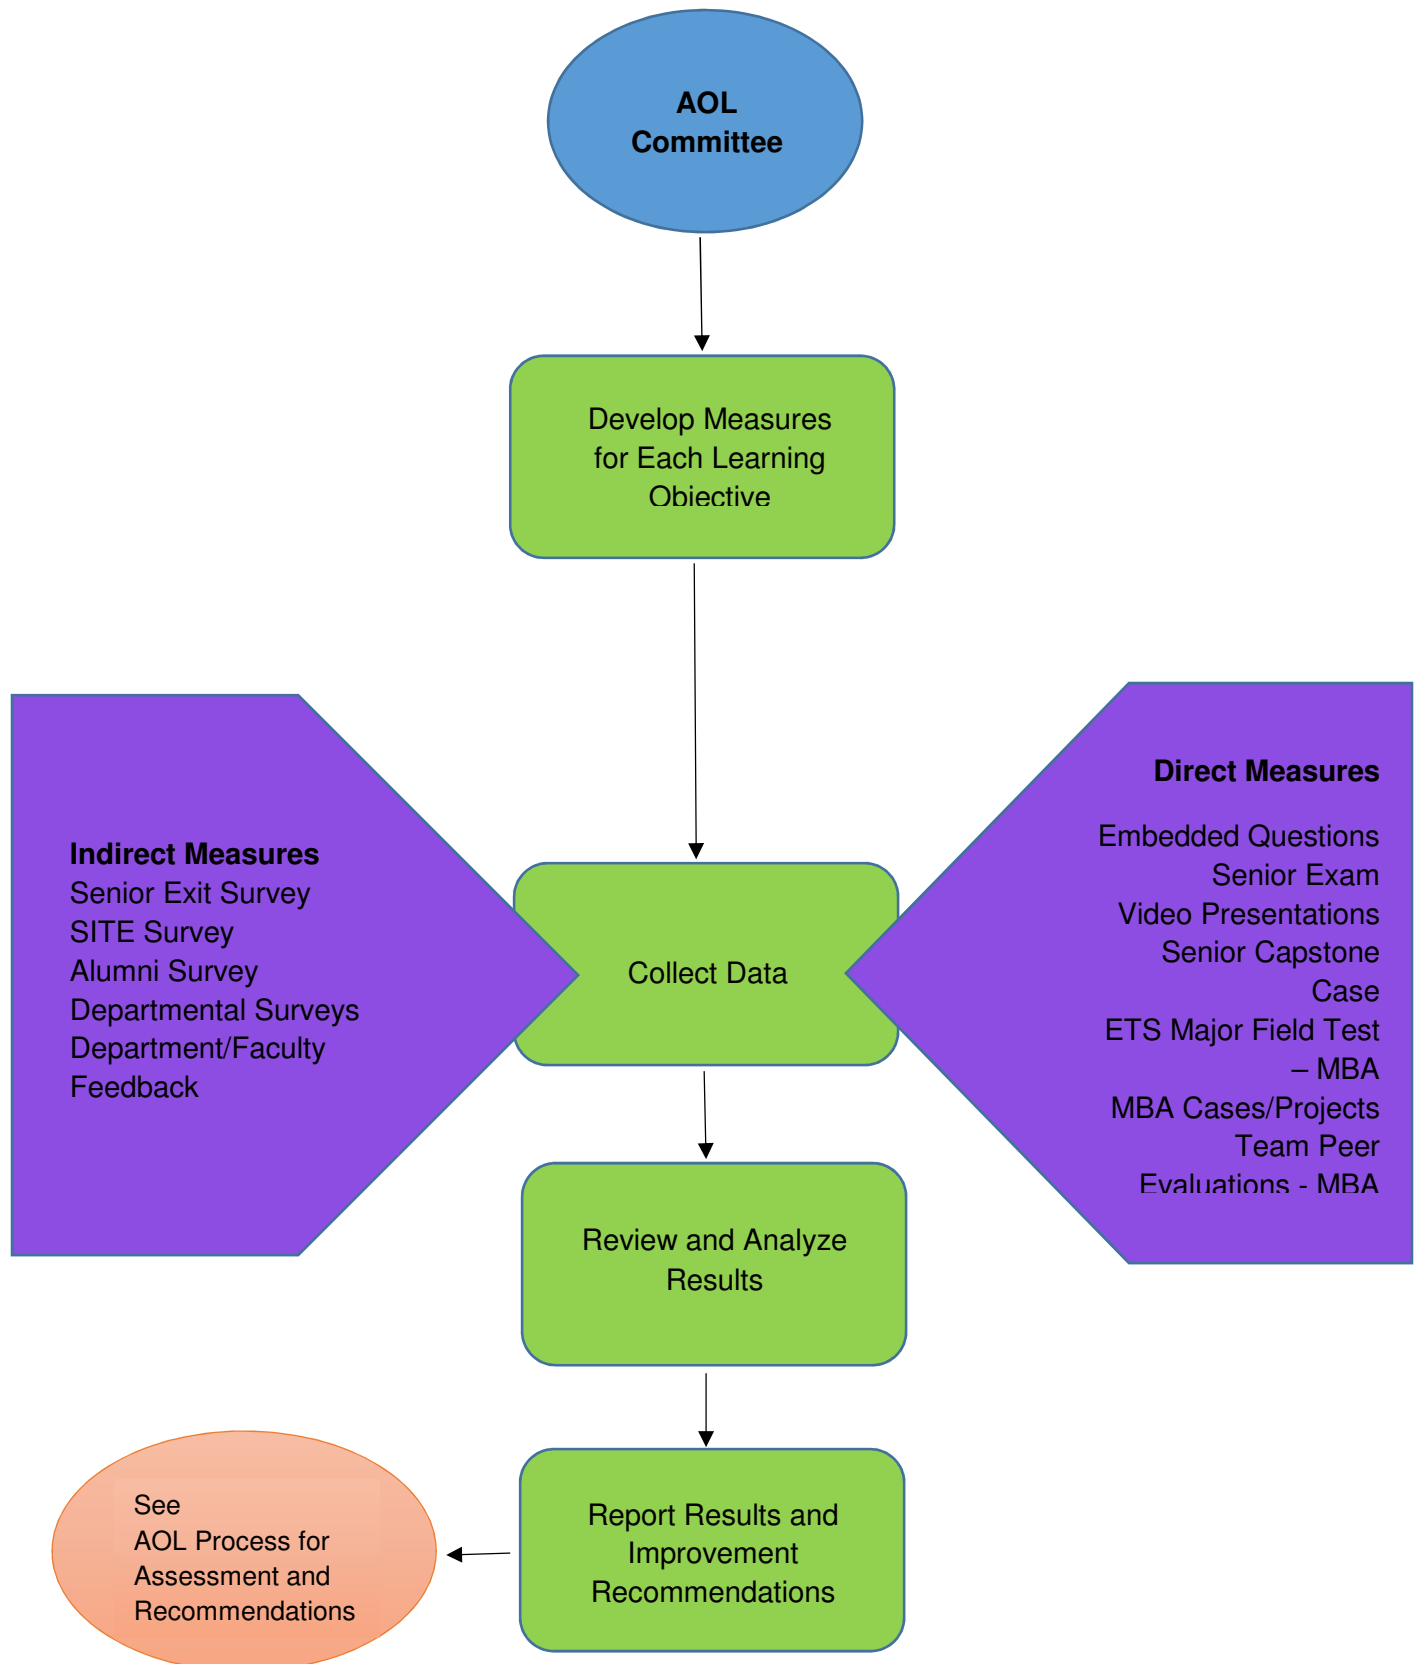 AOL
Committee
Develop Measures
for Each Learning
Objective
Indirect Measures
Senior Exit Survey
SITE Survey
Alumni Survey
Departmental Surveys
Department/Faculty
Feedback
Collect Data
Direct Measures
Embedded Questions
Senior Exam
Video Presentations
Senior Capstone
Case
ETS Major Field Test
– MBA
MBA Cases/Projects
Team Peer
Evaluations - MBA
Review and Analyze
Results
Report Results and
Improvement
Recommendations
See
AOL Process for
Assessment and
Recommendations